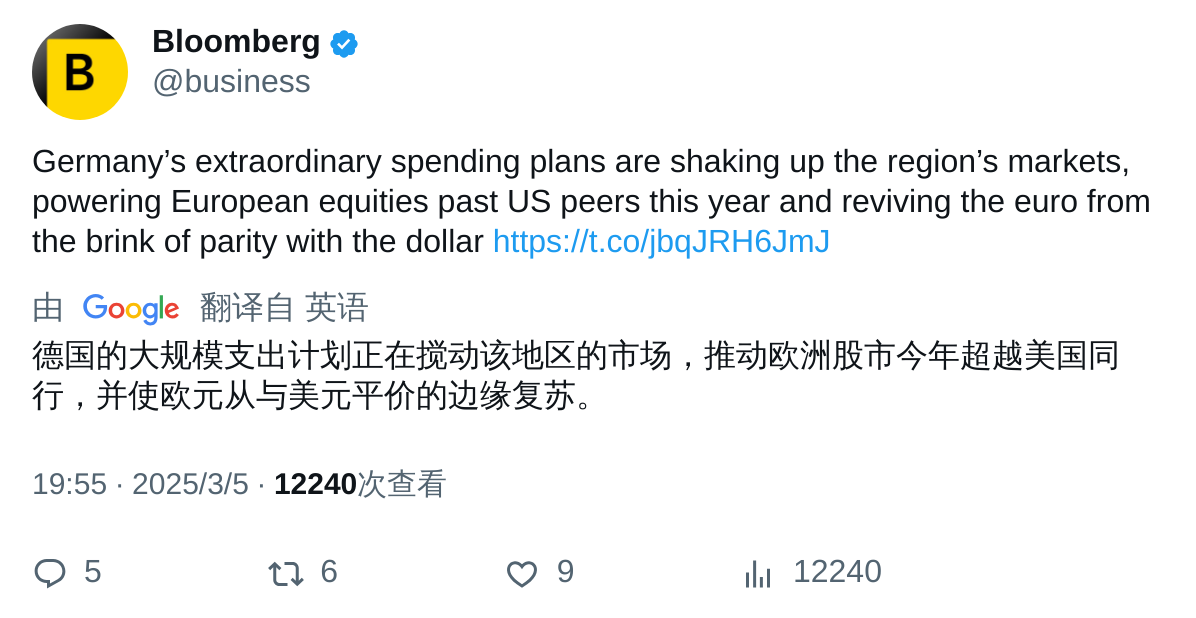 B
Bloomberg
@business
Germany’s extraordinary spending plans are shaking up the region’s markets,
powering European equities past US peers this year and reviving the euro from
the brink of parity with the dollar https://t.co/jbqJRH6JmJ
由 Google 翻译自 英语
德国的大规模支出计划正在搅动该地区的市场，推动欧洲股市今年超越美国同
行，并使欧元从与美元平价的边缘复苏。
19:55 · 2025/3/5 · 12240次查看
5 6 9 12240